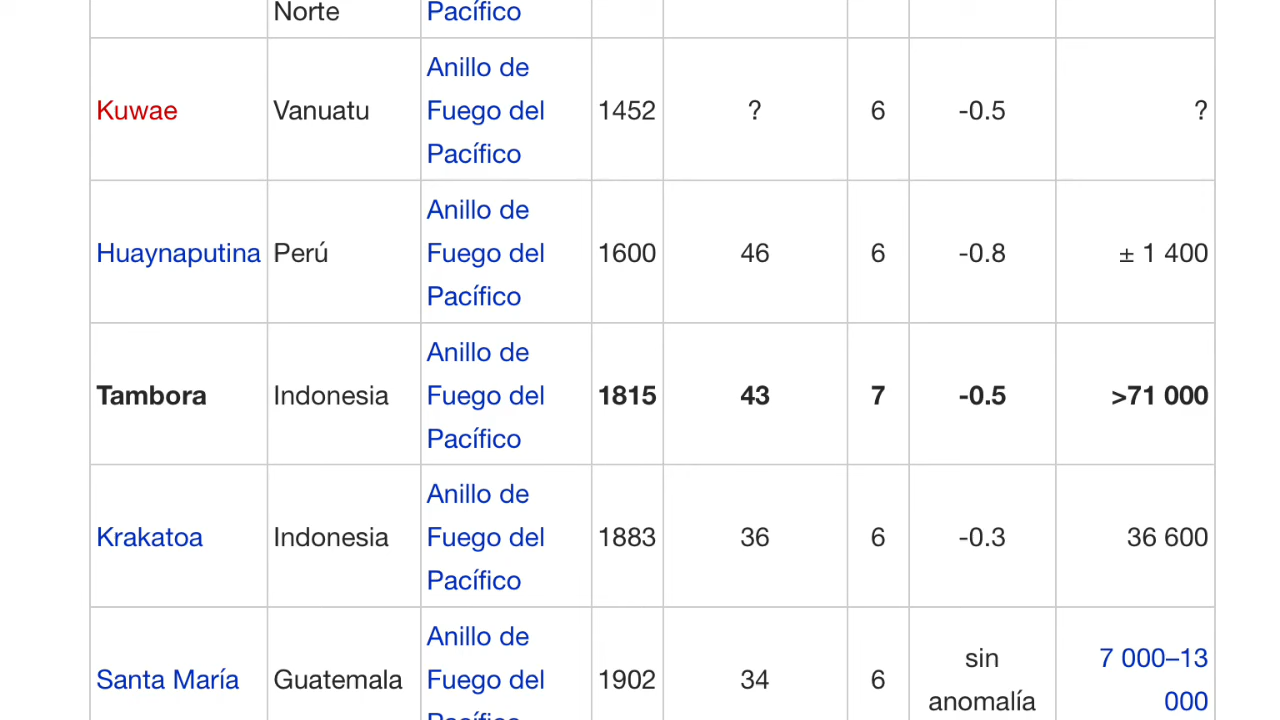 Norte Pacífico
Kuwae Vanuatu Anillo de Fuego del Pacífico 1452 ? 6 -0.5 ?
Huaynaputina Perú Anillo de Fuego del Pacífico 1600 46 6 -0.8 ± 1 400
Tambora Indonesia Anillo de Fuego del Pacífico 1815 43 7 -0.5 >71 000
Krakatoa Indonesia Anillo de Fuego del Pacífico 1883 36 6 -0.3 36 600
Santa María Guatemala Anillo de Fuego del Pacífico 1902 34 6 sin anomalía 7 000–13 000